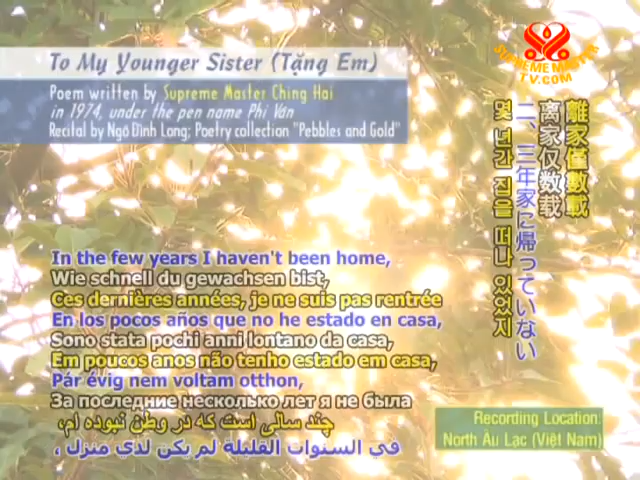 To My Younger Sister (Tặng Em)
Poem written by Supreme Master Ching Hai
in 1974, under the pen name Phi Vân
Recital by Ngô Đình Long; Poetry collection "Pebbles and Gold"
SUPREME MASTER
TV.COM
離家僅數載
离家仅数载
二、三年家に帰っていない
몇 년간 집을 떠나 있었지
In the few years I haven't been home,
Wie schnell du gewachsen bist,
Ces dernières années, je ne suis pas rentrée
En los pocos años que no he estado en casa,
Sono stata pochi anni lontano da casa,
Em poucos anos não tenho estado em casa,
Pár évig nem voltam otthon,
За последние несколько лет я не была
چند سالی است که در وطن نبوده ام،
في السنوات القليلة لم يكن لدي منزل ،
Recording Location:
North Âu Lạc (Việt Nam)